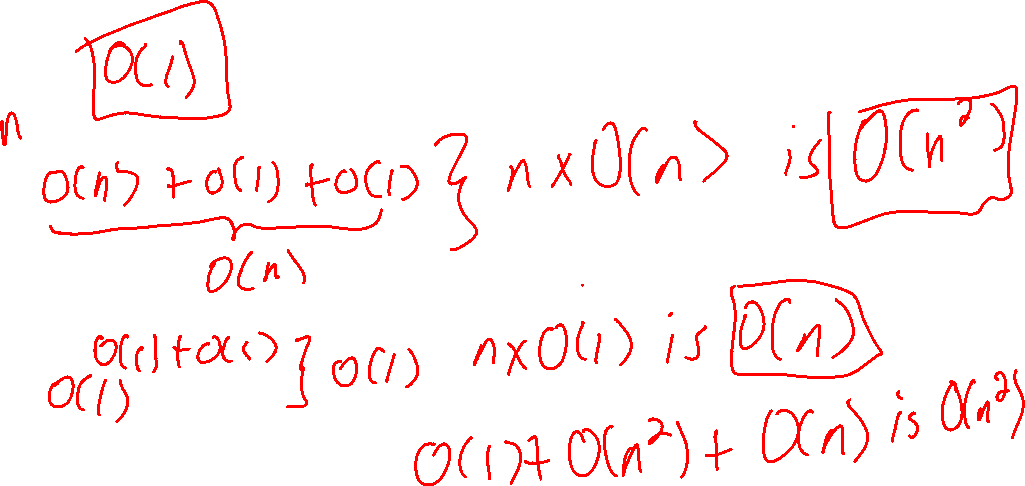 O(1)
n
O(n) + O(1) + O(1) } n x O(n) is O(n²)
O(n)
O(1) + O(1)
O(1) } O(1) n x O(1) is O(n)
O(1) + O(n²) + O(n) is O(n²)